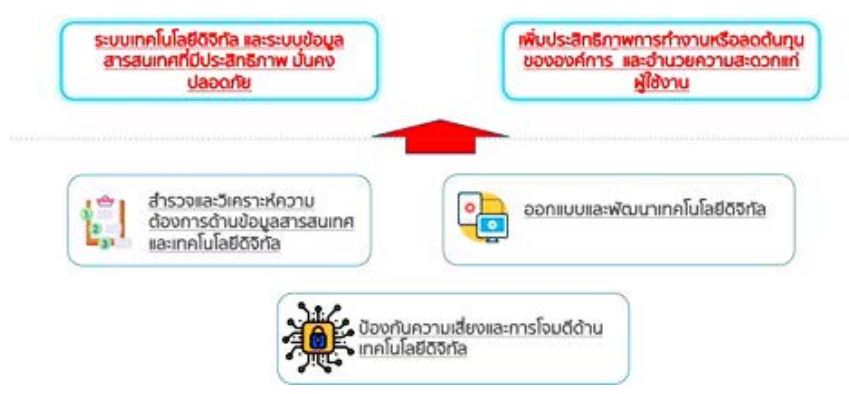 ระบบเทคโนโลยีดิจิทัล และระบบข้อมูล
สารสนเทศที่มีประสิทธิภาพ มั่นคง
ปลอดภัย
เพิ่มประสิทธิภาพการทำงานหรือลดต้นทุน
ขององค์การ และอำนวยความสะดวกแก่
ผู้ใช้งาน
สำรวจและวิเคราะห์ความ
ต้องการด้านข้อมูลสารสนเทศ
และเทคโนโลยีดิจิทัล
1
2
3
ออกแบบและพัฒนาเทคโนโลยีดิจิทัล
ป้องกันความเสี่ยงและการโจมตีด้าน
เทคโนโลยีดิจิทัล